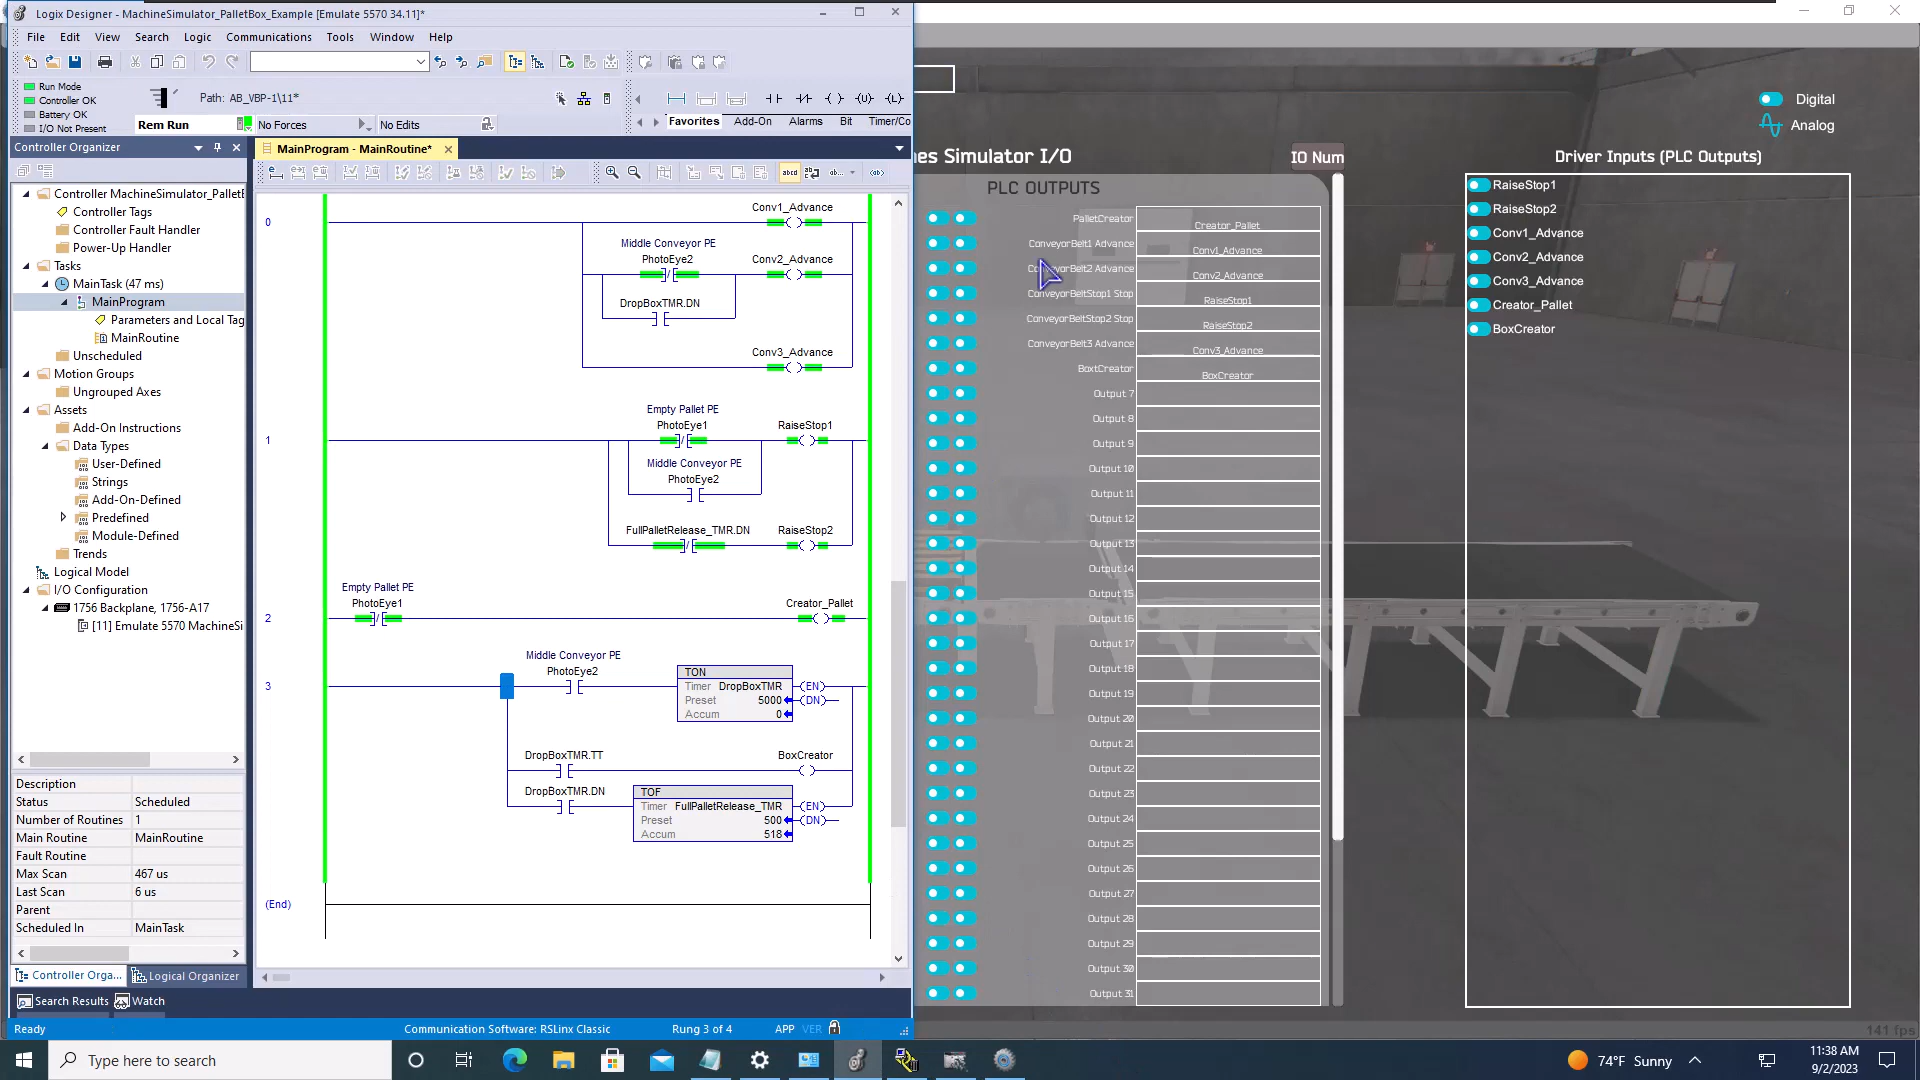 Logix Designer - MachineSimulator_PalletBox_Example [Emulate 5570 34.11]*
File Edit View Search Logic Communications Tools Window Help
Run Mode
Controller OK
Battery OK
I/O Not Present
Path: AB_VBP-1\11*
Rem Run
No Forces
No Edits
Favorites Add-On Alarms Bit Timer/Co
Controller Organizer
MainProgram - MainRoutine*
Controller MachineSimulator_PalletE
Controller Tags
Controller Fault Handler
Power-Up Handler
Tasks
MainTask (47 ms)
MainProgram
Parameters and Local Tag
MainRoutine
Unscheduled
Motion Groups
Ungrouped Axes
Assets
Add-On Instructions
Data Types
User-Defined
Strings
Add-On-Defined
Predefined
Module-Defined
Trends
Logical Model
I/O Configuration
1756 Backplane, 1756-A17
[11] Emulate 5570 MachineSi
Description
Status Scheduled
Number of Routines 1
Main Routine MainRoutine
Fault Routine
Max Scan 467 us
Last Scan 6 us
Parent
Scheduled In MainTask
Controller Orga...
Logical Organizer
Search Results
Watch
Ready
Communication Software: RSLinx Classic
Rung 3 of 4
APP VER
0
Conv1_Advance
Middle Conveyor PE
PhotoEye2
Conv2_Advance
DropBoxTMR.DN
Conv3_Advance
1
Empty Pallet PE
PhotoEye1
RaiseStop1
Middle Conveyor PE
PhotoEye2
FullPalletRelease_TMR.DN
RaiseStop2
2
Empty Pallet PE
PhotoEye1
Creator_Pallet
3
Middle Conveyor PE
PhotoEye2
TON
Timer DropBoxTMR
Preset 5000
Accum 0
EN
DN
DropBoxTMR.TT
BoxCreator
DropBoxTMR.DN
TOF
Timer FullPalletRelease_TMR
Preset 500
Accum 518
EN
DN
(End)
nes Simulator I/O
IO Num
PLC OUTPUTS
PalletCreator Creator_Pallet
ConveyorBelt1 Advance Conv1_Advance
ConveyorBelt2 Advance Conv2_Advance
ConveyorBeltStop1 Stop RaiseStop1
ConveyorBeltStop2 Stop RaiseStop2
ConveyorBelt3 Advance Conv3_Advance
BoxtCreator BoxCreator
Output 7
Output 8
Output 9
Output 10
Output 11
Output 12
Output 13
Output 14
Output 15
Output 16
Output 17
Output 18
Output 19
Output 20
Output 21
Output 22
Output 23
Output 24
Output 25
Output 26
Output 27
Output 28
Output 29
Output 30
Output 31
Digital
Analog
Driver Inputs (PLC Outputs)
RaiseStop1
RaiseStop2
Conv1_Advance
Conv2_Advance
Conv3_Advance
Creator_Pallet
BoxCreator
141 fps
Type here to search
74°F Sunny
11:38 AM
9/2/2023